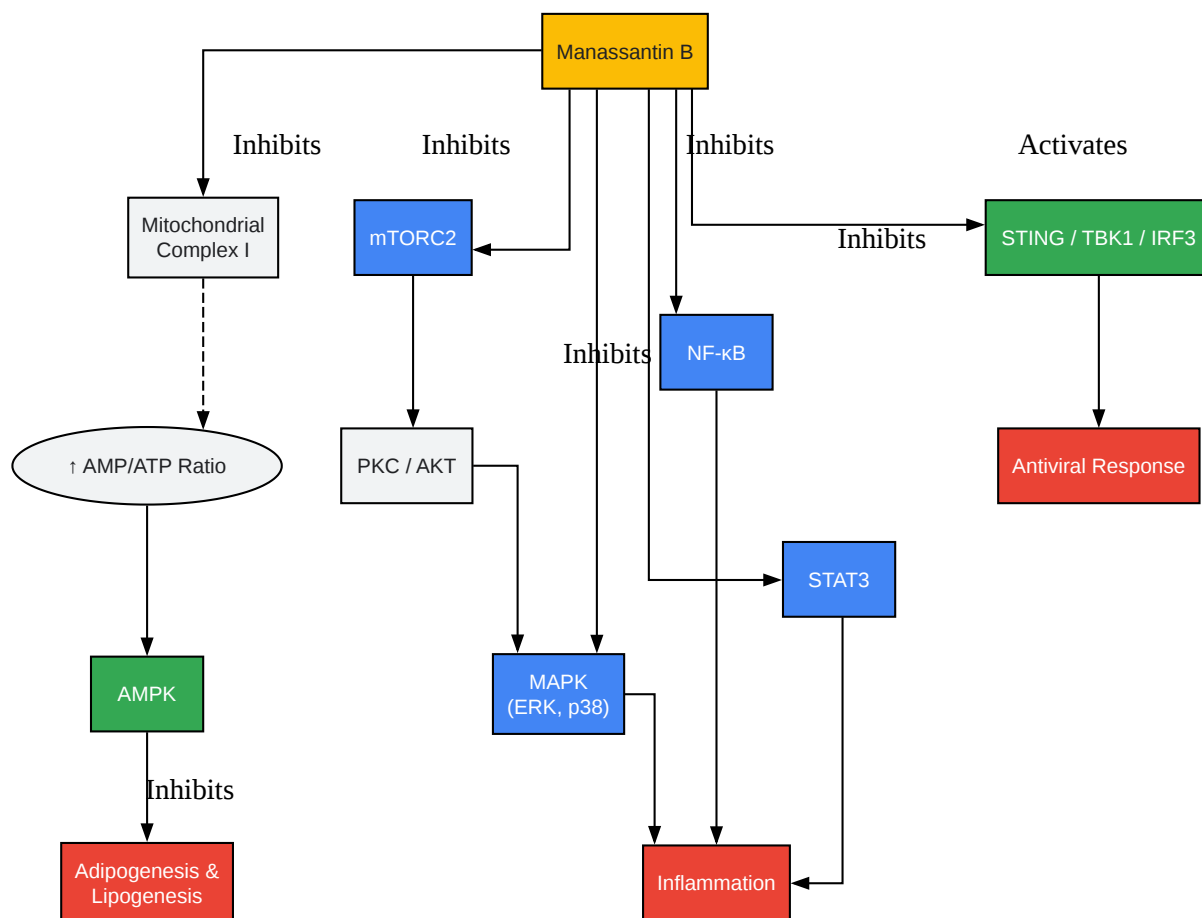 Manassantin B
Inhibits
Inhibits
Inhibits
Activates
Mitochondrial
Complex I
mTORC2
Inhibits
STING / TBK1 / IRF3
Inhibits
NF-κB
↑ AMP/ATP Ratio
PKC / AKT
Antiviral Response
STAT3
AMPK
MAPK
(ERK, p38)
Inhibits
Adipogenesis &
Lipogenesis
Inflammation